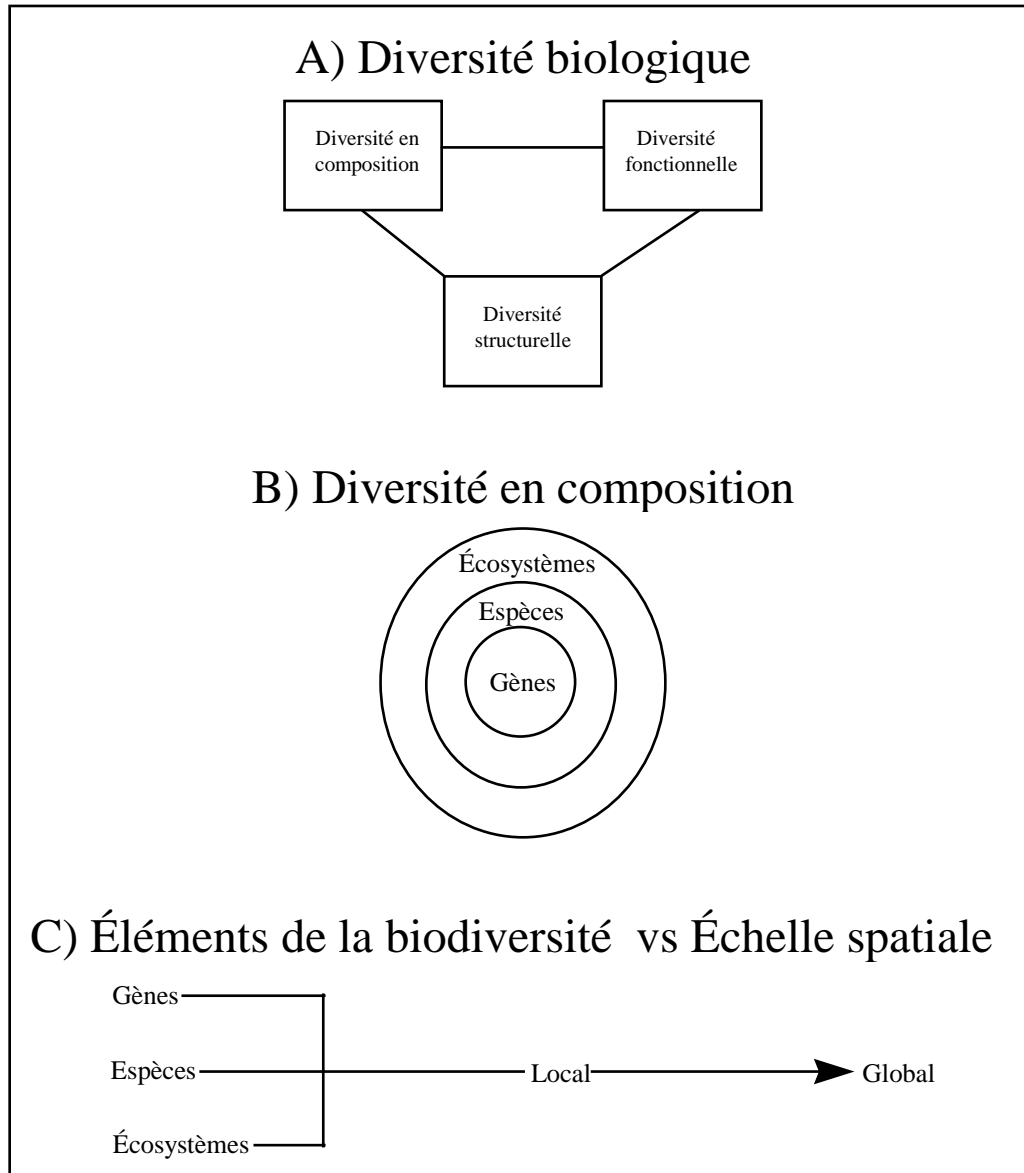 A) Diversité biologique
Diversité en
composition
Diversité
fonctionnelle
Diversité
structurelle
B) Diversité en composition
Écosystèmes
Espèces
Gènes
C) Éléments de la biodiversité vs Échelle spatiale
Gènes
Espèces
Local
Global
Écosystèmes